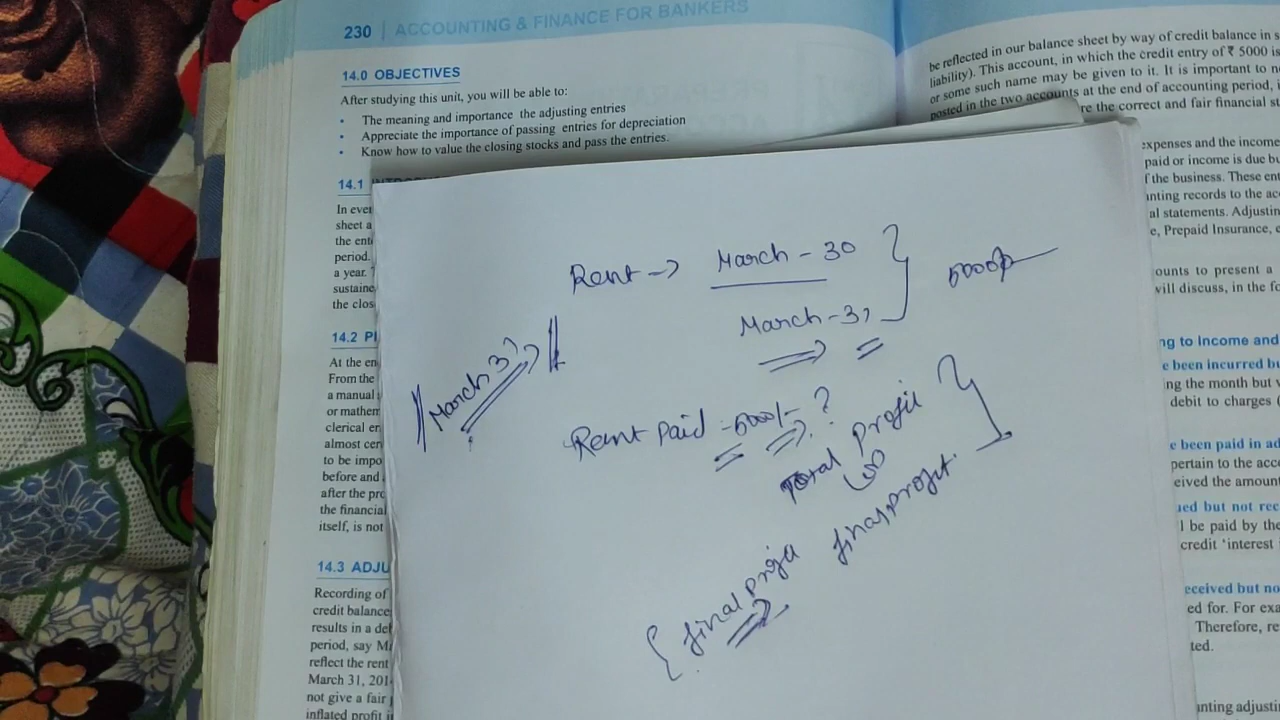 230 | ACCOUNTING & FINANCE FOR BANKERS
14.0 OBJECTIVES
After studying this unit, you will be able to:
• The meaning and importance the adjusting entries
• Appreciate the importance of passing entries for depreciation
• Know how to value the closing stocks and pass the entries.
14.1
In ever
sheet a
the enti
period.
a year.
sustaine
the clos
14.2
At the en
From the
a manual
or mathem
clerical er
almost cer
to be impo
before and
after the pro
the financial
itself, is not
14.3 ADJU
Recording of
credit balance
results in a de
period, say
reflect the rent
March 31, 201
not give a fair
inflated profit i
Rent → March - 30
March - 31
5000/-
March 31
Rent Paid - 5000/- ?
Total profit
final profit
final profit
be reflected in our balance sheet by way of credit balance in s
liability). This account, in which the credit entry of ₹ 5000 is
or some such name may be given to it. It is important to n
posted in the two accounts at the end of accounting period, i
re the correct and fair financial s
expenses and the income
paid or income is due bu
f the business. These ent
unting records to the ac
al statements. Adjustin
e, Prepaid Insurance, e
ounts to present a
will discuss, in the fo
ng to Income and
e been incurred bu
ing the month but
debit to charges (
e been paid in ad
pertain to the acc
eived the amount
ued but not rec
l be paid by the
credit 'interest
eceived but no
ed for. For exa
Therefore, re
ted.
unting adjusti